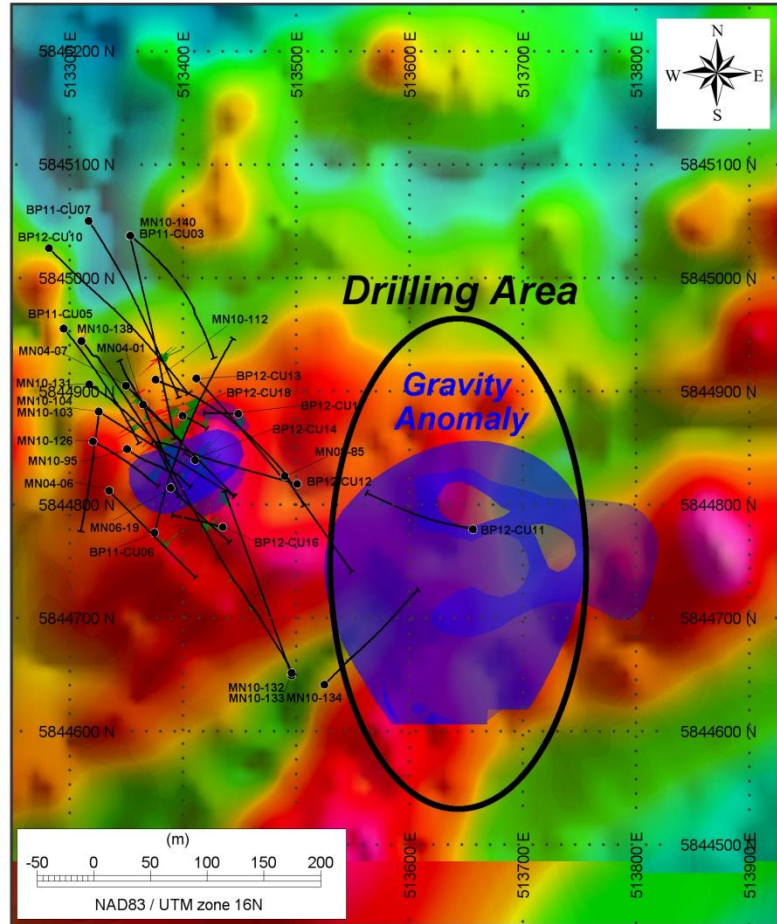 N
W E
S
5845200 N
5845200 N
513300 E
513400 E
513500 E
513600 E
513700 E
513800 E
5845100 N
5845100 N
BP11-CU07
MN10-140
BP11-CU03
BP12-CU10
5845000 N
5845000 N
Drilling Area
BP11-CU05
MN10-138
MN10-112
MN04-07
MN04-01
BP12-CU13
MN10-131
BP12-CU18
5844900 N
Gravity
Anomaly
MN10-104
MN10-103
MN10-126
BP12-CU14
MN10-95
BP12-CU12
MN04-06
5844800 N
MN06-19
BP12-CU11
BP12-CU16
BP11-CU06
5844700 N
MN10-132
MN10-133
MN10-134
5844600 N
5844600 N
5844500 N
513600 E
513700 E
513800 E
513900 E
(m)
-50 0 50 100 150 200
NAD83 / UTM zone 16N